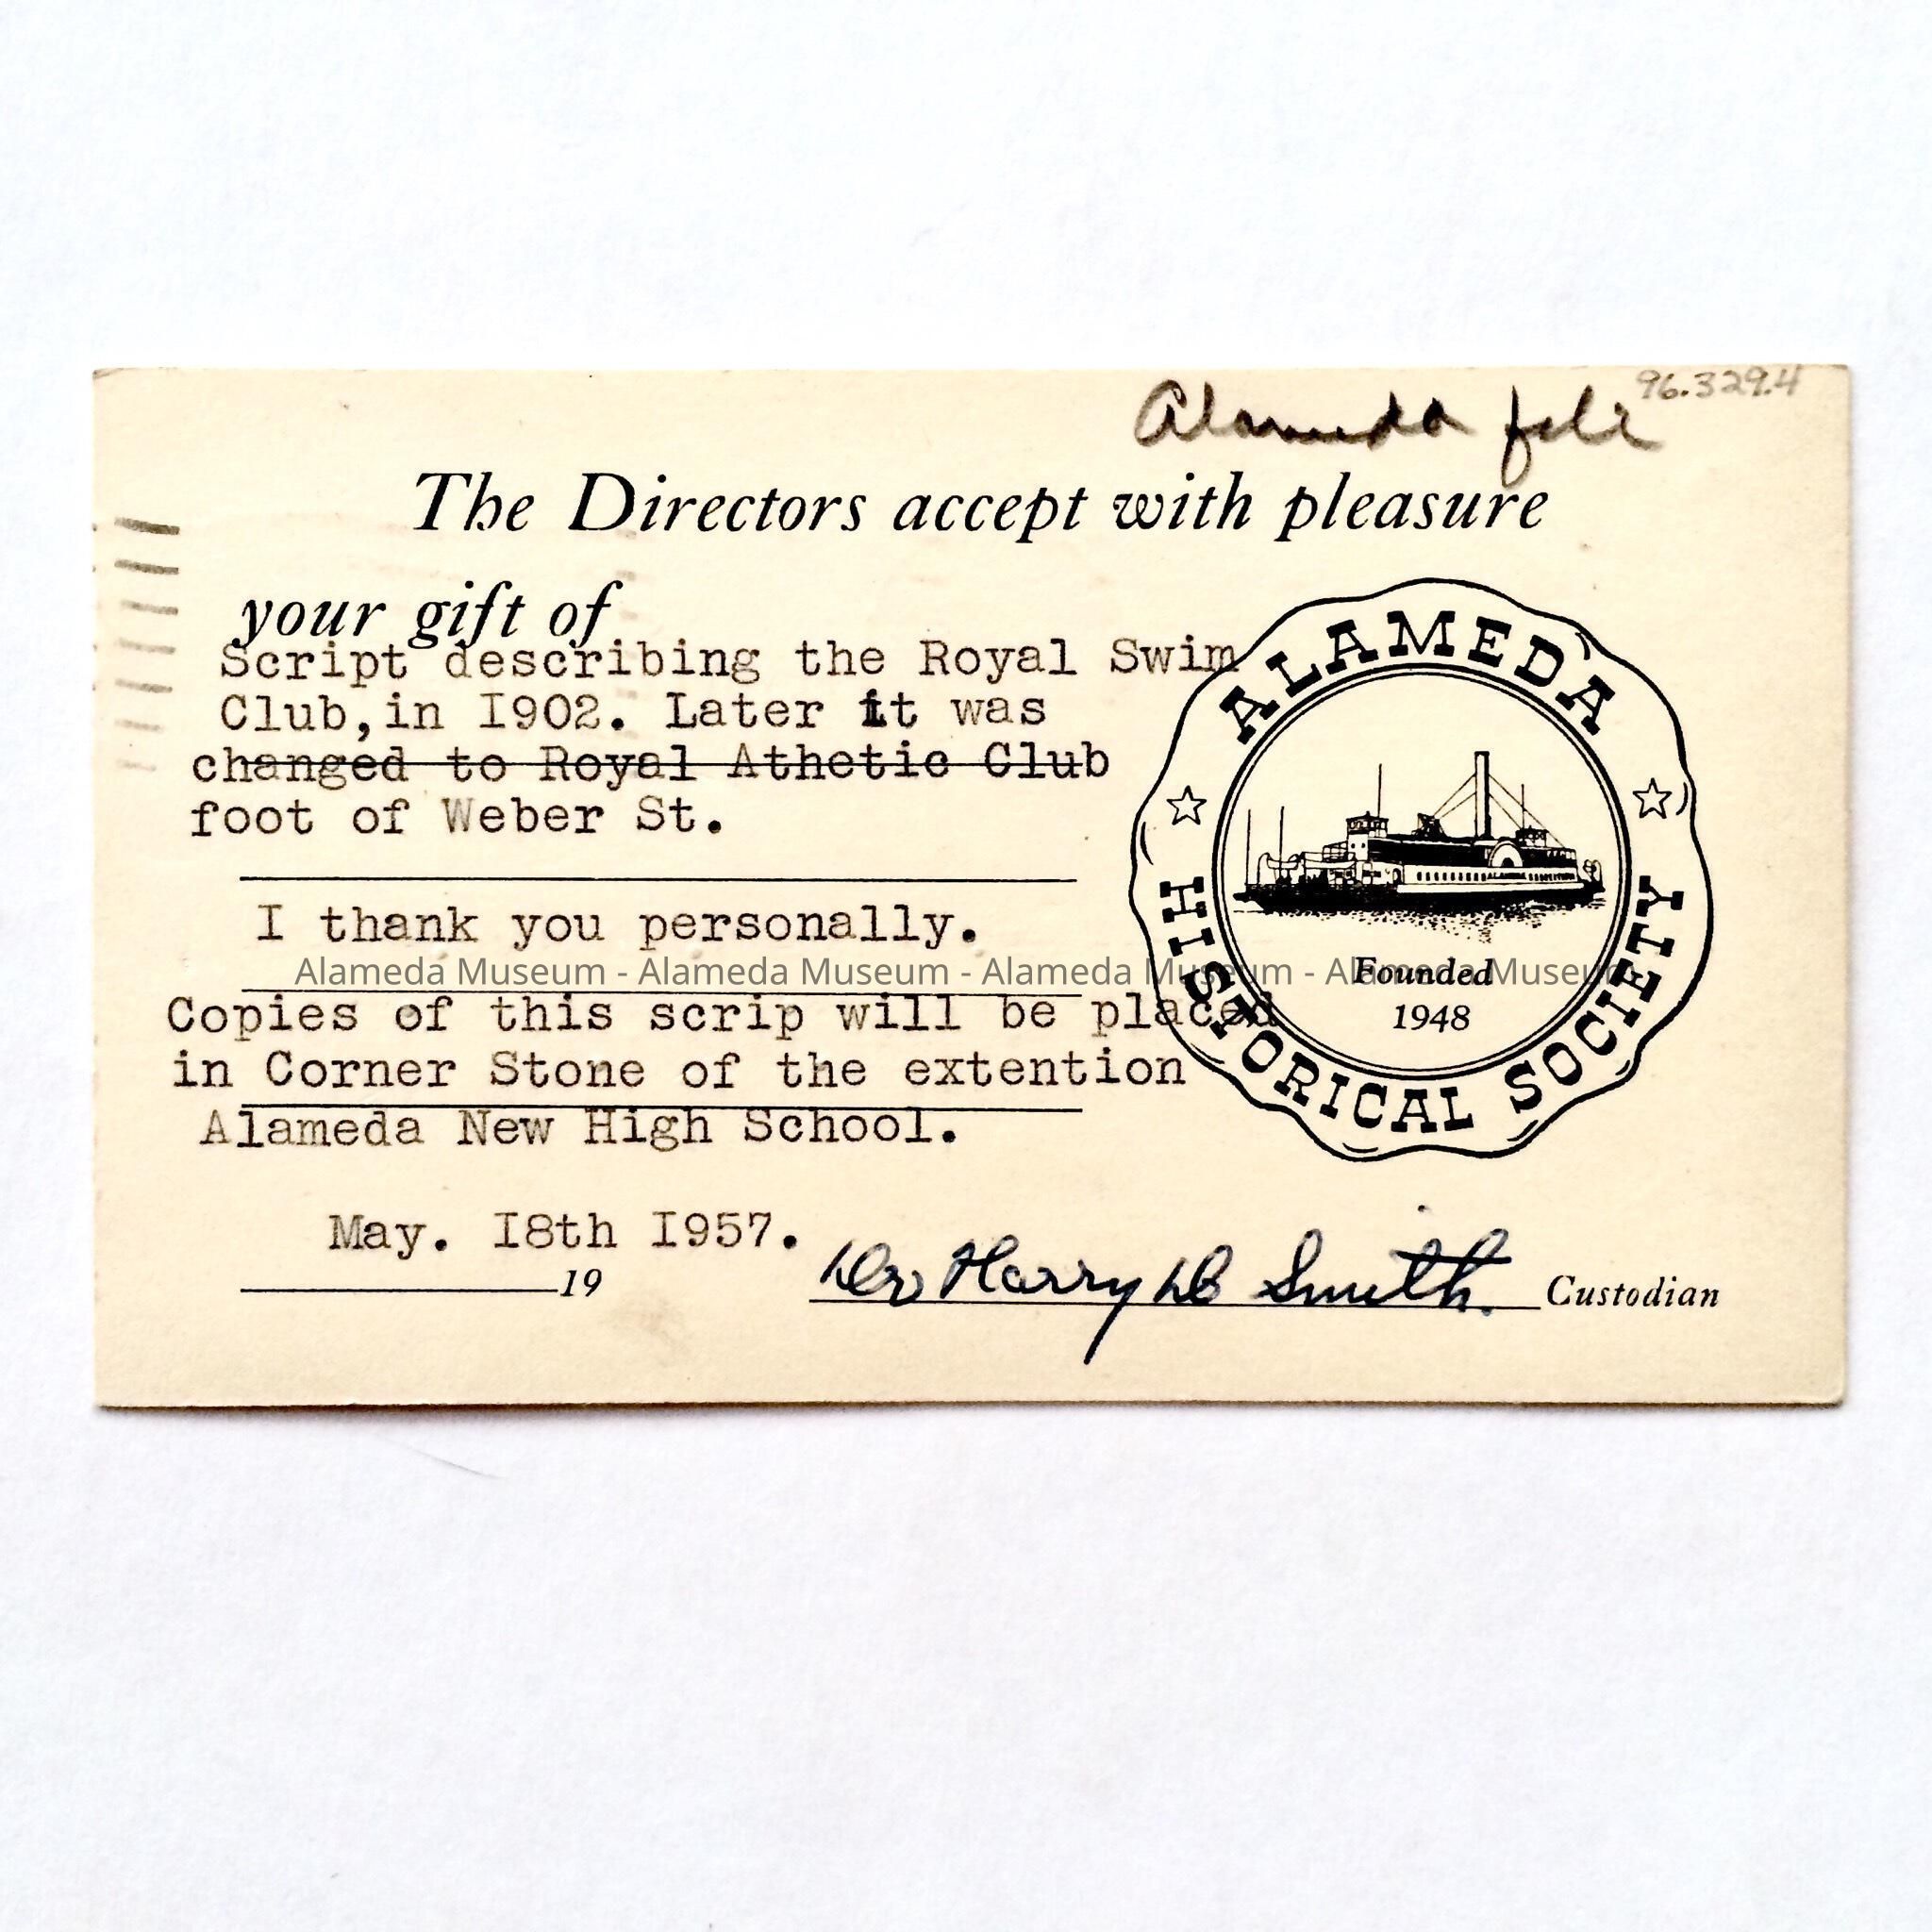 96.329.4
Alameda file
The Directors accept with pleasure
your gift of
Script describing the Royal Swim
Club,in I902. Later it was
changed to Royal Athetic Club
foot of Weber St.
I thank you personally.
Alameda Museum - Alameda Museum - Alameda Museum - Alameda Museum
Copies of this scrip will be placed
in Corner Stone of the extention
Alameda New High School.
May. I8th I957.
19
Dr Harry D Smith. Custodian
ALAMEDA
HISTORICAL SOCIETY
Founded
1948